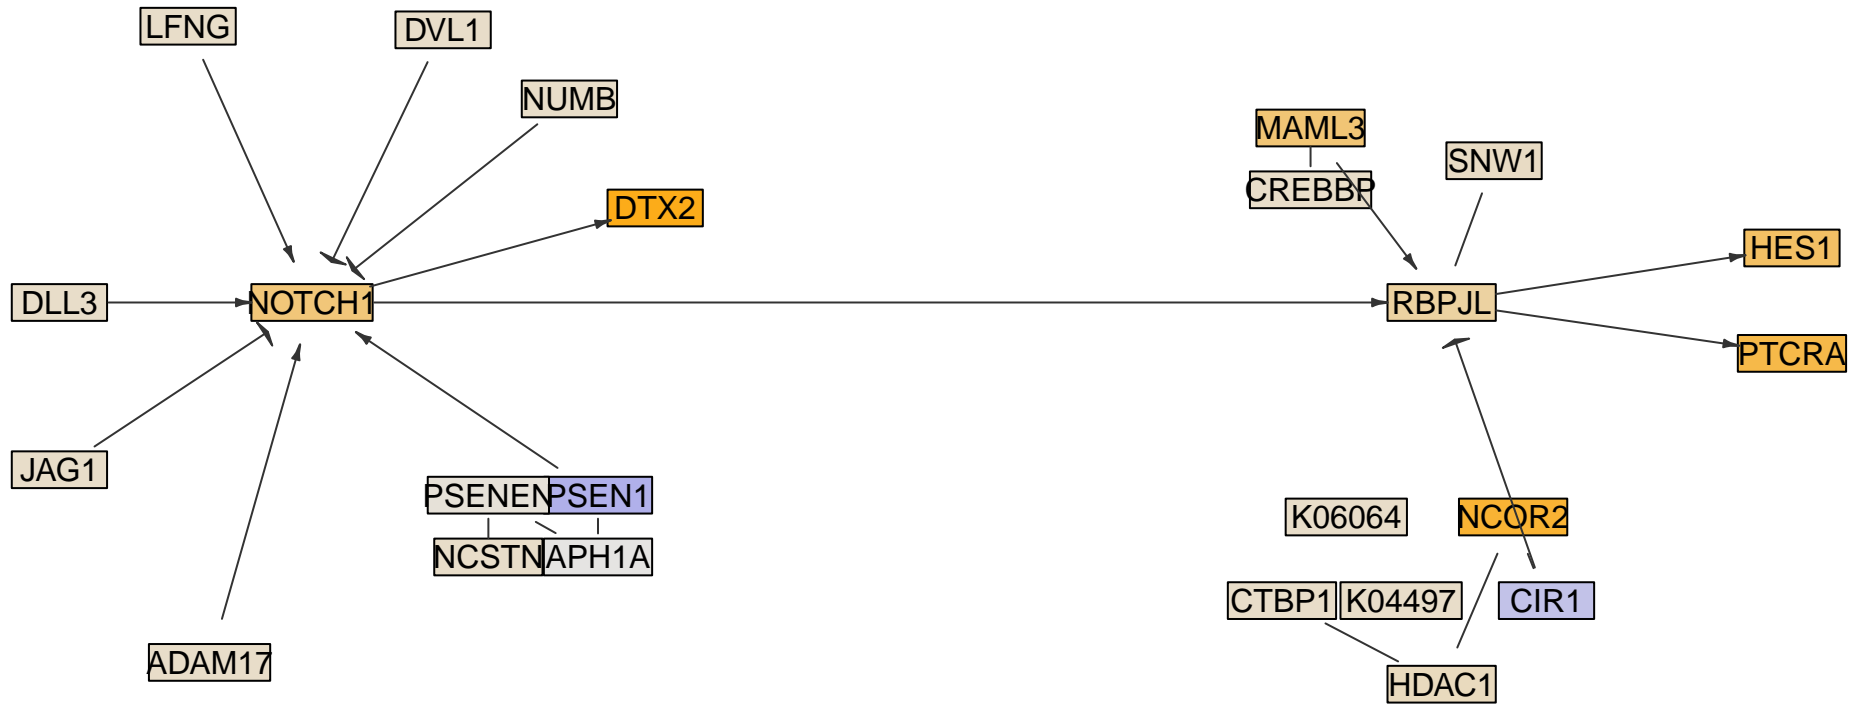 LFNG
DVL1
NUMB
MAML3
SNW1
CREBBP
DTX2
HES1
DLL3
NOTCH1
RBPJL
PTCRA
JAG1
PSENEN
PSEN1
K06064
NCOR2
NCSTN
APH1A
CTBP1
K04497
CIR1
ADAM17
HDAC1